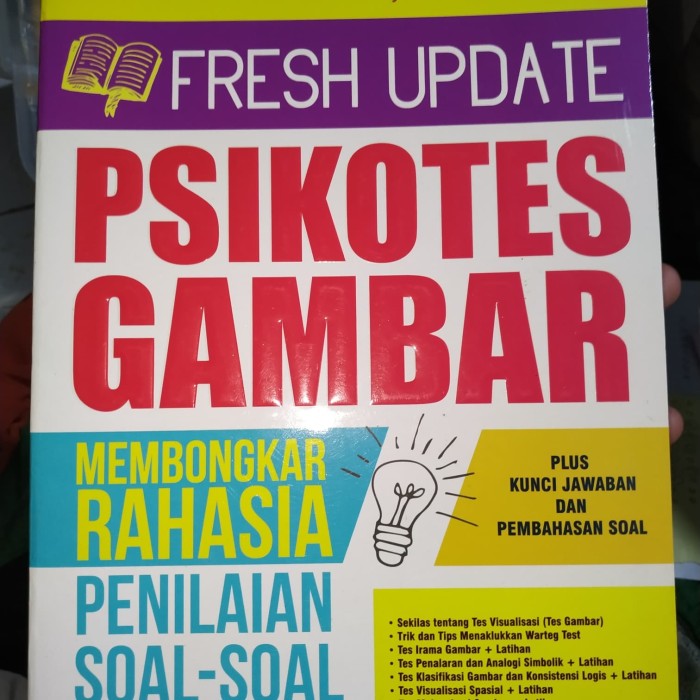 FRESH UPDATE
PSIKOTES
GAMBAR
MEMBONGKAR
RAHASIA
PENILAIAN
SOAL-SOAL
PLUS
KUNCI JAWABAN
DAN
PEMBAHASAN SOAL
• Sekilas tentang Tes Visualisasi (Tes Gambar)
• Trik dan Tips Menaklukkan Warteg Test
• Tes Irama Gambar + Latihan
• Tes Penalaran dan Analogi Simbolik + Latihan
• Tes Klasifikasi Gambar dan Konsistensi Logis + Latihan
• Tes Visualisasi Spasial + Latihan